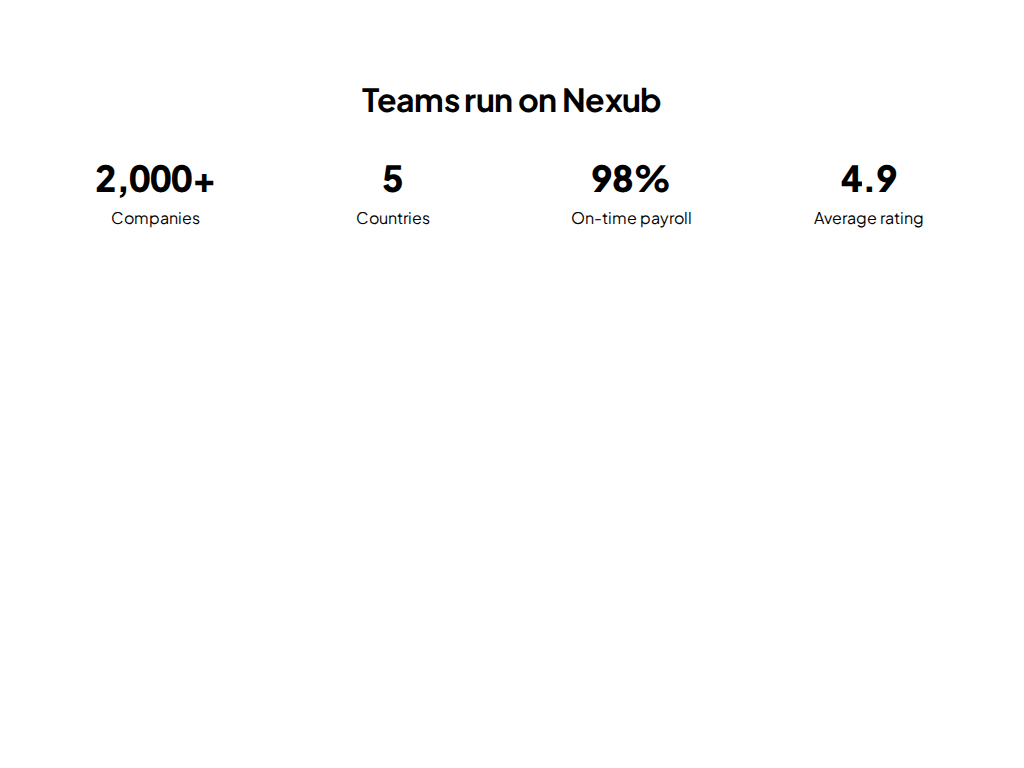 Teams run on Nexub
2,000+
Companies
5
Countries
98%
On-time payroll
4.9
Average rating